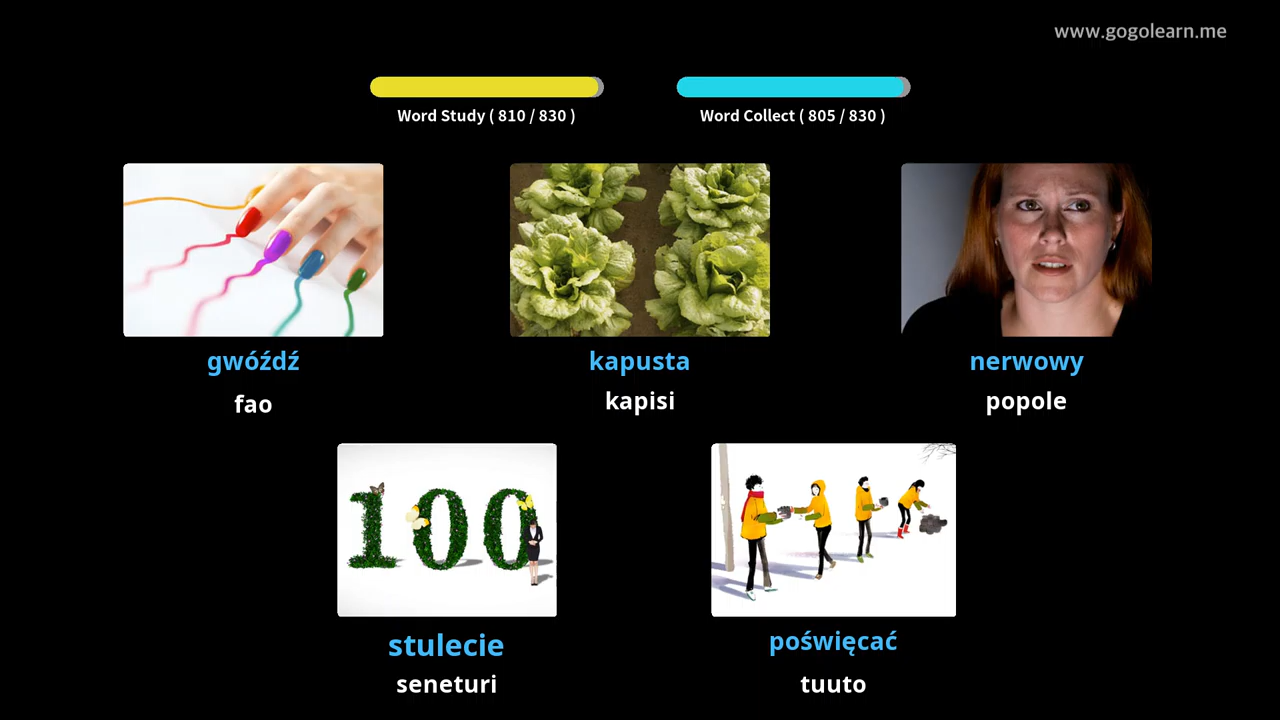 www.gogolearn.me
Word Study ( 810 / 830 )
Word Collect ( 805 / 830 )
gwóźdź
kapusta
nerwowy
fao
kapisi
popole
100
stulecie
poświęcać
seneturi
tuuto